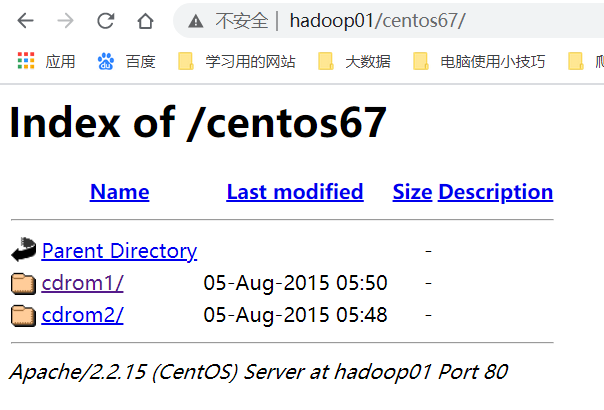 不安全 | hadoop01/centos67/
应用 百度 学习用的网站 大数据 电脑使用小技巧
Index of /centos67
Name Last modified Size Description
Parent Directory -
cdrom1/ 05-Aug-2015 05:50 -
cdrom2/ 05-Aug-2015 05:48 -
Apache/2.2.15 (CentOS) Server at hadoop01 Port 80